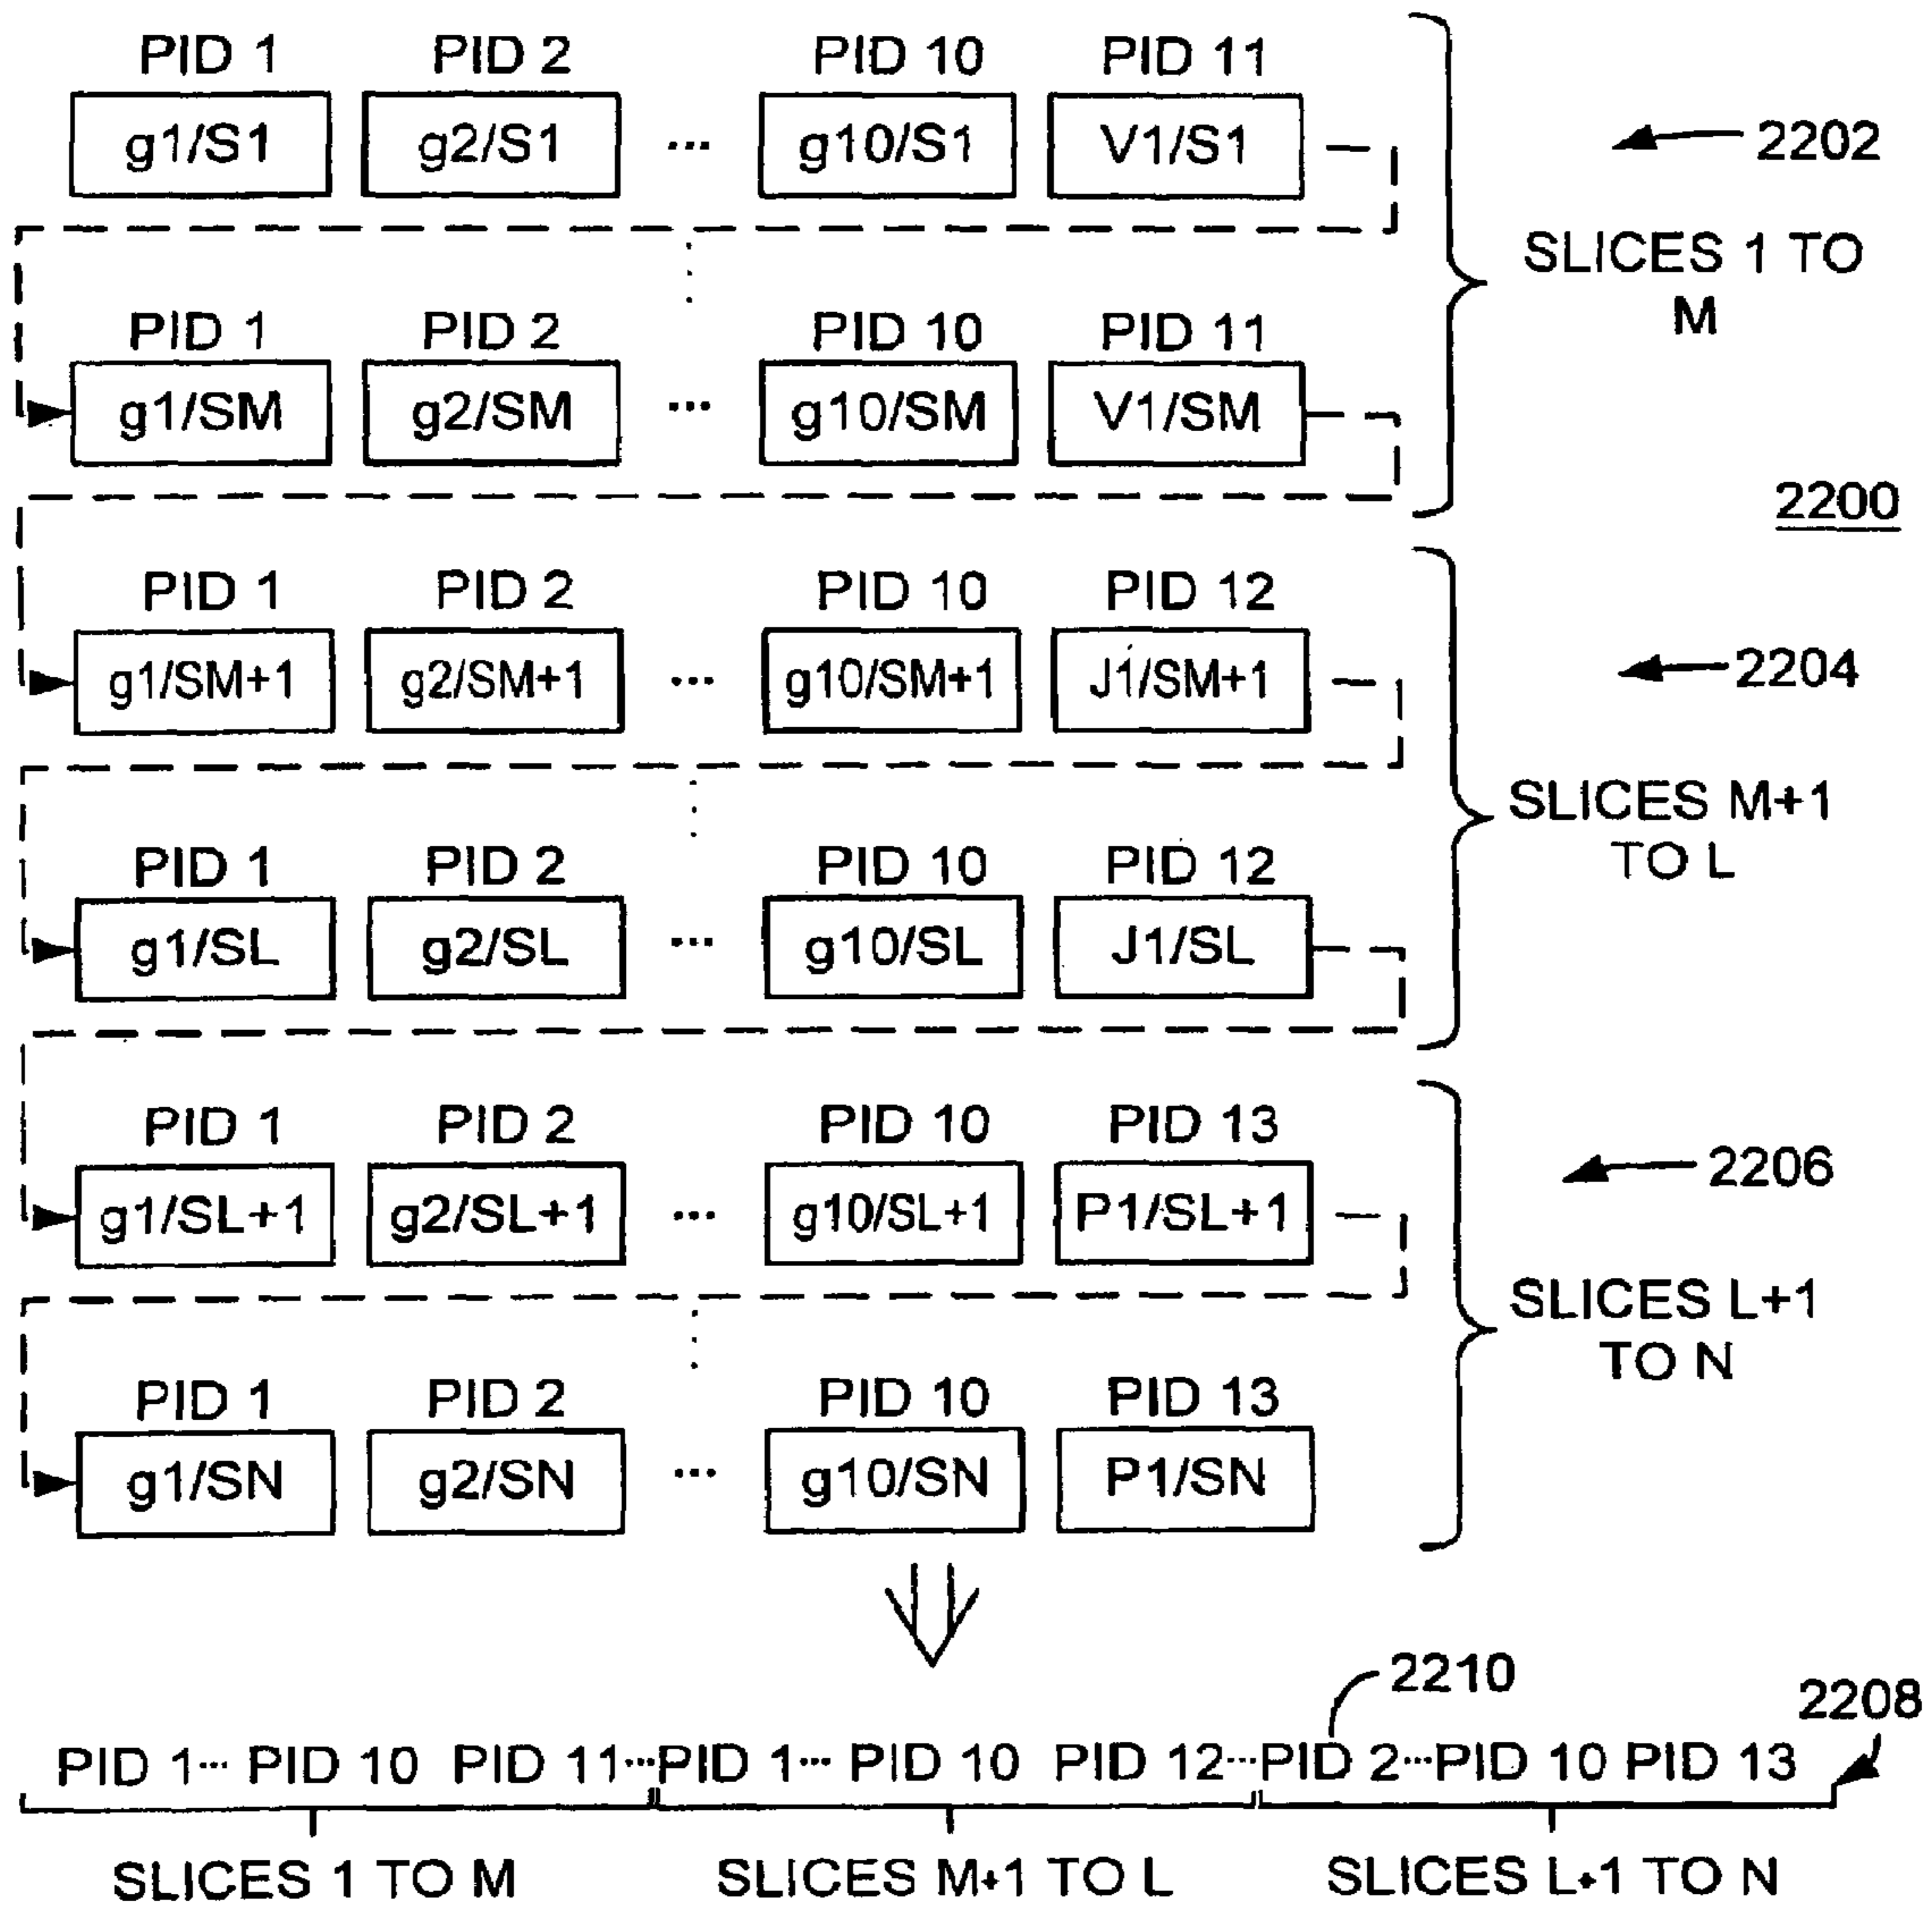 PID 1 PID 2 PID 10 PID 11
g1/S1 g2/S1 ... g10/S1 V1/S1
2202
SLICES 1 TO
M
PID 1 PID 2 PID 10 PID 11
g1/SM g2/SM ... g10/SM V1/SM
2200
PID 1 PID 2 PID 10 PID 12
g1/SM+1 g2/SM+1 ... g10/SM+1 J1/SM+1
2204
SLICES M+1
TO L
PID 1 PID 2 PID 10 PID 12
g1/SL g2/SL ... g10/SL J1/SL
PID 1 PID 2 PID 10 PID 13
g1/SL+1 g2/SL+1 ... g10/SL+1 P1/SL+1
2206
SLICES L+1
TO N
PID 1 PID 2 PID 10 PID 13
g1/SN g2/SN ... g10/SN P1/SN
2210
2208
PID 1... PID 10 PID 11...PID 1... PID 10 PID 12...PID 2...PID 10 PID 13
SLICES 1 TO M SLICES M+1 TO L SLICES L+1 TO N